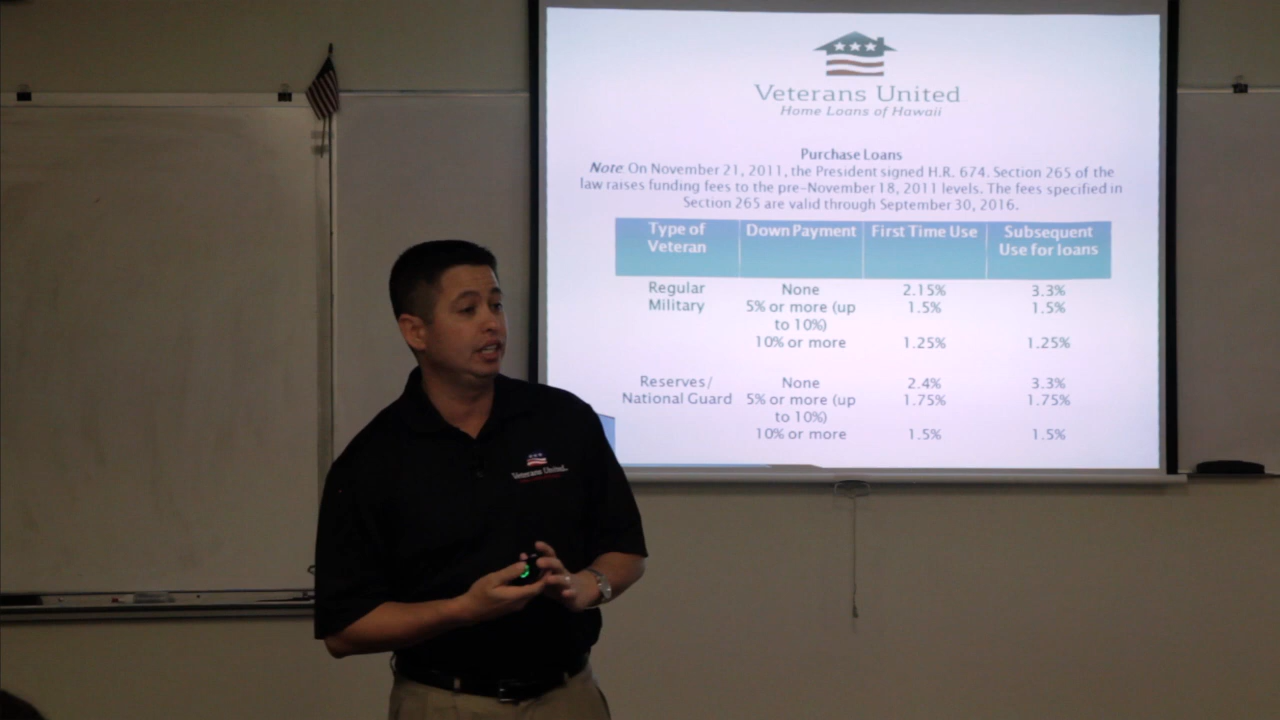 Veterans United
Home Loans of Hawaii
Purchase Loans
Note: On November 21, 2011, the President signed H.R. 674. Section 265 of the
law raises funding fees to the pre-November 18, 2011 levels. The fees specified in
Section 265 are valid through September 30, 2016.
Type of Veteran Down Payment First Time Use Subsequent Use for loans
Regular Military None 2.15% 3.3%
5% or more (up to 10%) 1.5% 1.5%
10% or more 1.25% 1.25%
Reserves/ National Guard None 2.4% 3.3%
5% or more (up to 10%) 1.75% 1.75%
10% or more 1.5% 1.5%
Veterans United